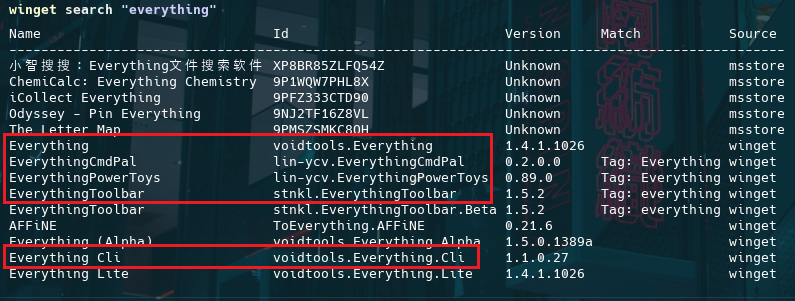 winget search "everything"
Name Id Version Match Source
小智搜搜：Everything文件搜索软件 XP8BR85ZLFQ54Z Unknown msstore
ChemiCalc: Everything Chemistry 9P1WQW7PHL8X Unknown msstore
iCollect Everything 9PFZ333CTD90 Unknown msstore
Odyssey - Pin Everything 9NJ2TF16Z8VL Unknown msstore
The Letter Map 9PMSZSMKC8QH Unknown msstore
Everything voidtools.Everything 1.4.1.1026 winget
EverythingCmdPal lin-ycv.EverythingCmdPal 0.2.0.0 Tag: Everything winget
EverythingPowerToys lin-ycv.EverythingPowerToys 0.89.0 Tag: Everything winget
EverythingToolbar stnkl.EverythingToolbar 1.5.2 Tag: everything winget
EverythingToolbar stnkl.EverythingToolbar.Beta 1.5.2 Tag: everything winget
AFFiNE ToEverything.AFFiNE 0.21.6 winget
Everything (Alpha) voidtools.Everything.Alpha 1.5.0.1389a winget
Everything Cli voidtools.Everything.Cli 1.1.0.27 winget
Everything Lite voidtools.Everything.Lite 1.4.1.1026 winget